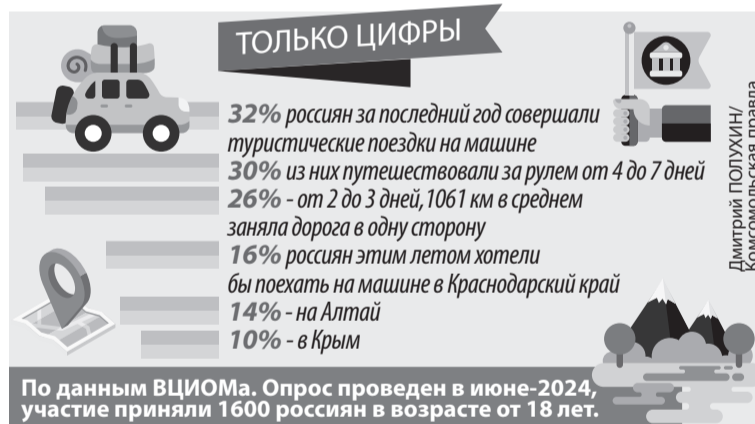 ТОЛЬКО ЦИФРЫ
32% россиян за последний год совершали
туристические поездки на машине
30% из них путешествовали за рулем от 4 до 7 дней
26% - от 2 до 3 дней, 1061 км в среднем
заняла дорога в одну сторону
16% россиян этим летом хотели
бы поехать на машине в Краснодарский край
14% - на Алтай
10% - в Крым
По данным ВЦИОМа. Опрос проведен в июне-2024,
участие приняли 1600 россиян в возрасте от 18 лет.
Дмитрий ПОЛУХИН/
Комсомольская правда